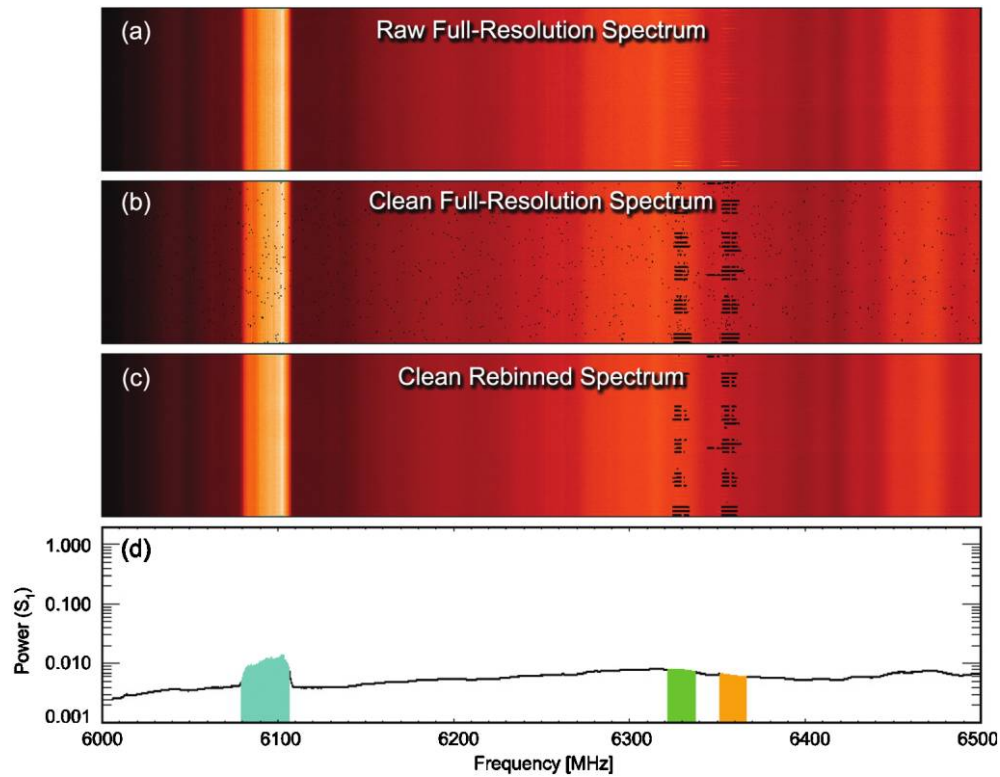 (a)
Raw Full-Resolution Spectrum
(b)
Clean Full-Resolution Spectrum
(c)
Clean Rebinned Spectrum
(d)
1.000
0.100
0.010
0.001
Power (S₁)
6000 6100 6200 6300 6400 6500
Frequency [MHz]